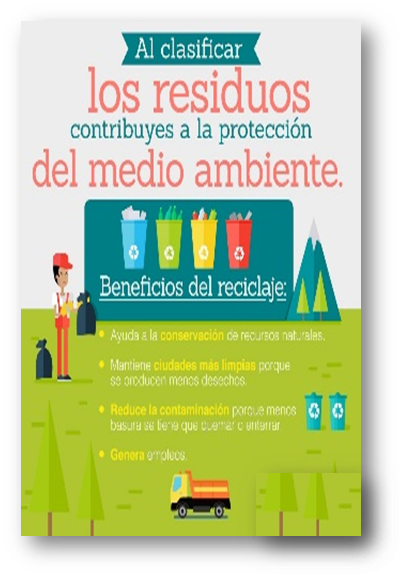 Al clasificar
los residuos
contribuyes a la protección
del medio ambiente.
Beneficios del reciclaje:
Ayuda a la conservación de recursos naturales.
Mantiene ciudades más limpias porque
se producen menos desechos.
Reduce la contaminación porque menos
basura se tiene que quemar o enterrar
Genera empleos.